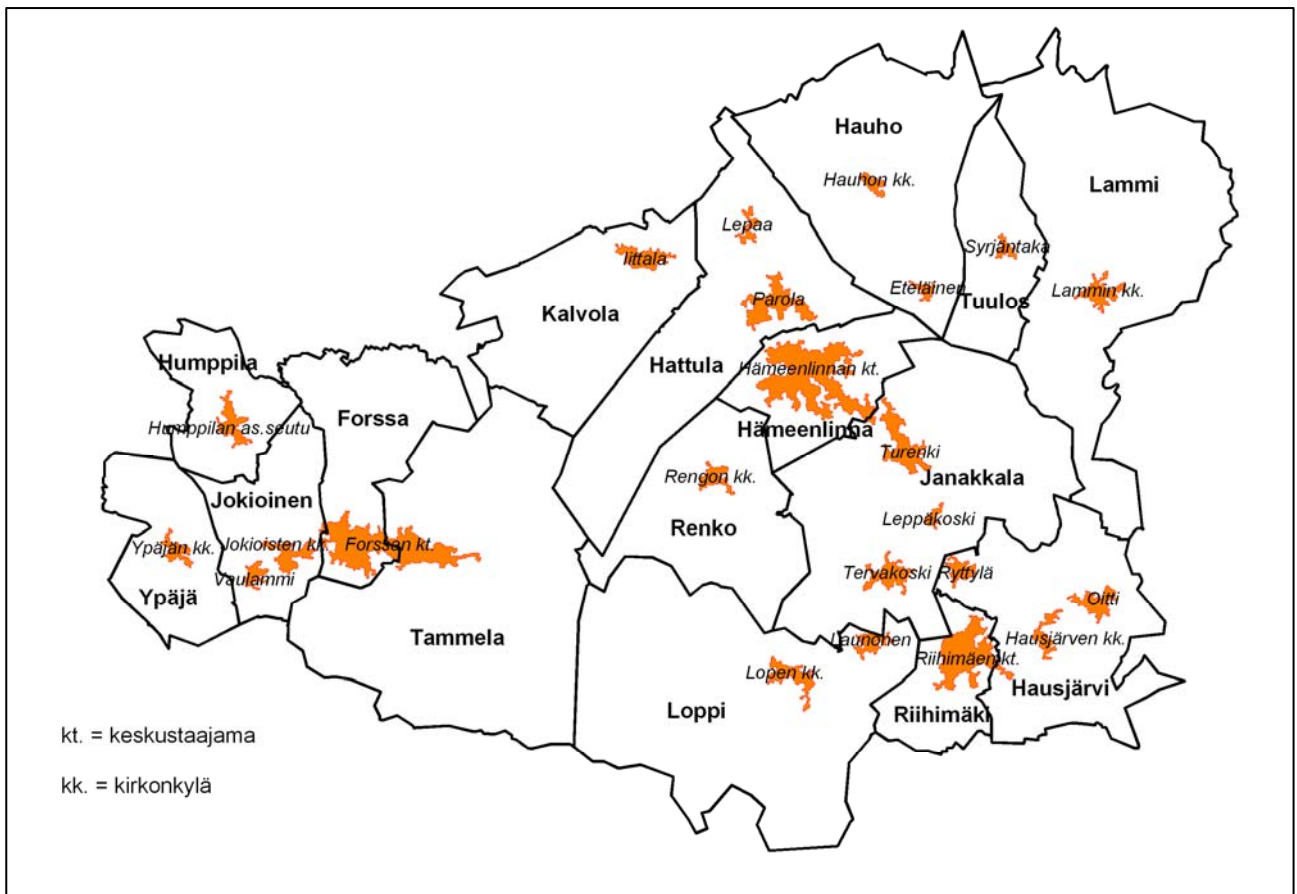 Hauho
Hauhon kk.
Lammi
Lepaa
Syrjäntaka
Iittala
Eteläinen
Lammin kk.
Parola
Tuulos
Kalvola
Humppila
Hattula
Hämeenlinnan kt.
Forssa
Humppilan as.seutu
Hämeenlinna
Turenki
Rengon kk.
Janakkala
Jokioinen
Renko
Leppäkoski
Ypäjän kk.
Jokioisten kk.
Forssan kt.
Vaulammi
Tervakoski
Ryttylä
Ypäjä
Oitti
Tammela
Launonen
Hausjärven kk.
Riihimäen kt.
Lopen kk.
Hausjärvi
Loppi
Riihimäki
kt. = keskustaajama
kk. = kirkonkylä